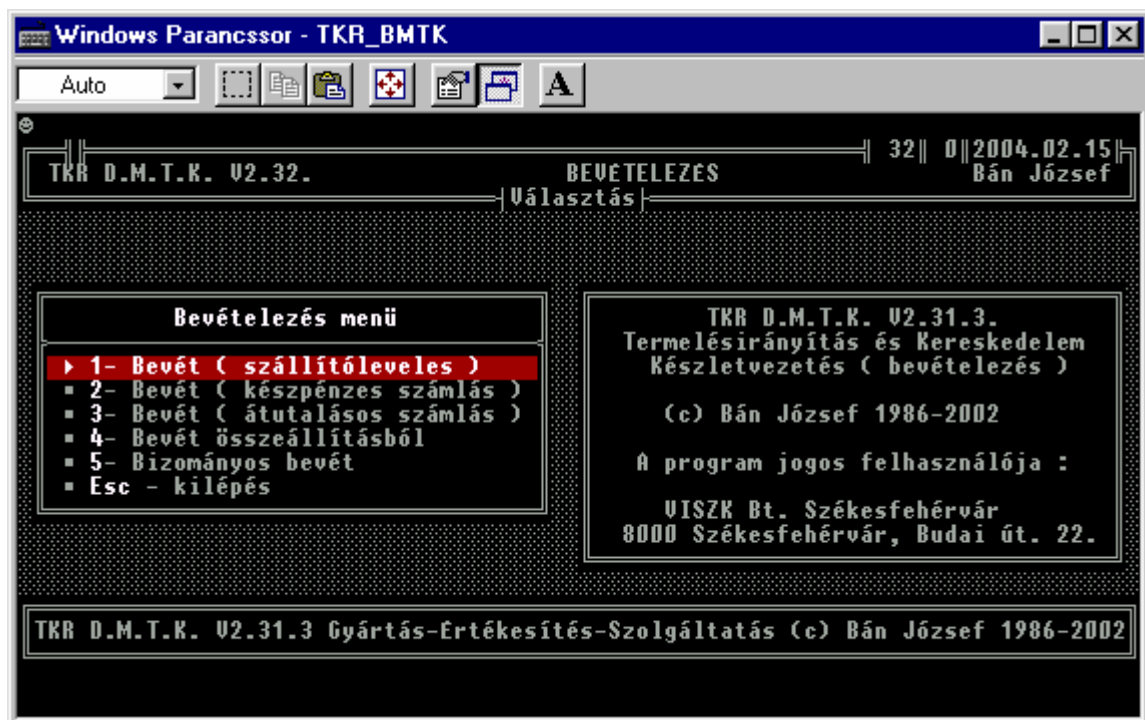 Windows Parancssor - TKR_BMTK
Auto
A
32 0 2004.02.15
TKR D.M.T.K. V2.32. BEVÉTELEZÉS Bán József
Választás
Bevételezés menü
1- Bevét ( szállítóleveles )
2- Bevét ( készpénzes számlás )
3- Bevét ( átutalásos számlás )
4- Bevét összeállításból
5- Bizományos bevét
Esc - kilépés
TKR D.M.T.K. V2.31.3.
Termelésirányítás és Kereskedelem
Készletvezetés ( bevételezés )
(c) Bán József 1986-2002
A program jogos felhasználója :
VISZK Bt. Székesfehérvár
8000 Székesfehérvár, Budai út. 22.
TKR D.M.T.K. V2.31.3 Gyártás-Ertékesítés-Szolgáltatás (c) Bán József 1986-2002